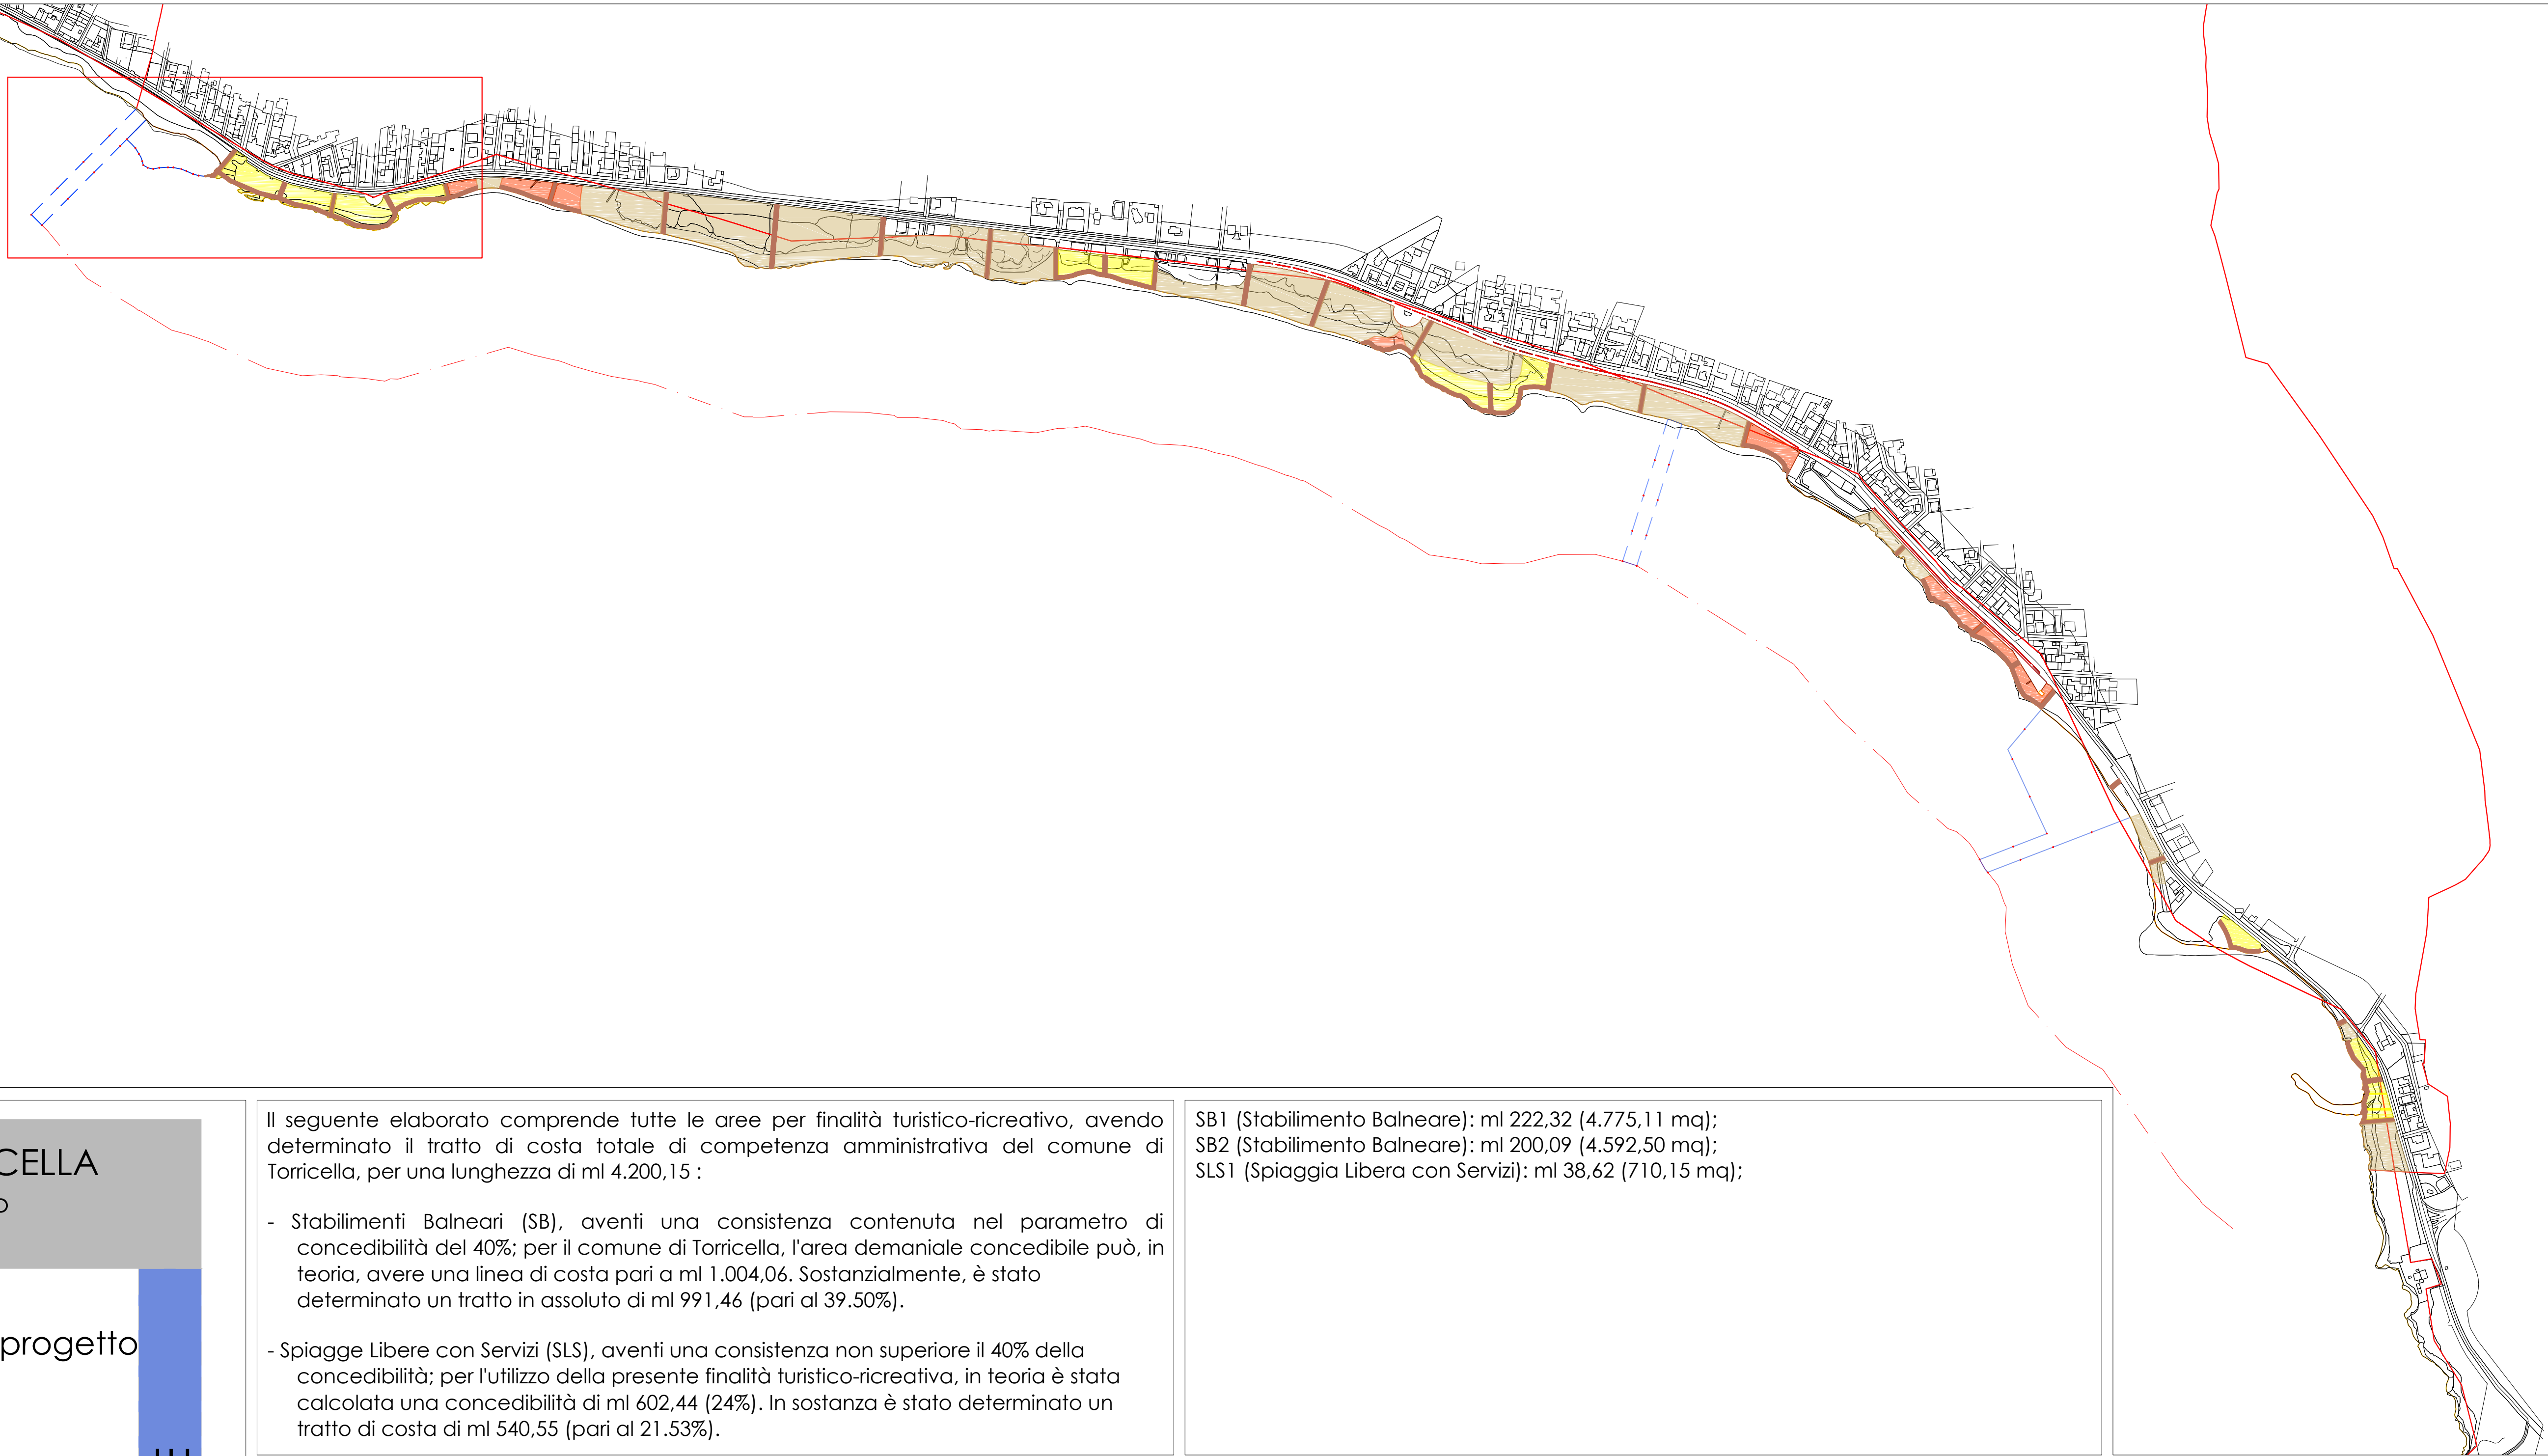 CELLA
o
progetto
E
Il seguente elaborato comprende tutte le aree per finalità turistico-ricreativo, avendo
determinato il tratto di costa totale di competenza amministrativa del comune di
Torricella, per una lunghezza di ml 4.200,15 :
- Stabilimenti Balneari (SB), aventi una consistenza contenuta nel parametro di
concedibilità del 40%; per il comune di Torricella, l'area demaniale concedibile può, in
teoria, avere una linea di costa pari a ml 1.004,06. Sostanzialmente, è stato
determinato un tratto in assoluto di ml 991,46 (pari al 39.50%).
- Spiagge Libere con Servizi (SLS), aventi una consistenza non superiore il 40% della
concedibilità; per l'utilizzo della presente finalità turistico-ricreativa, in teoria è stata
calcolata una concedibilità di ml 602,44 (24%). In sostanza è stato determinato un
tratto di costa di ml 540,55 (pari al 21.53%).
SB1 (Stabilimento Balneare): ml 222,32 (4.775,11 mq);
SB2 (Stabilimento Balneare): ml 200,09 (4.592,50 mq);
SLS1 (Spiaggia Libera con Servizi): ml 38,62 (710,15 mq);